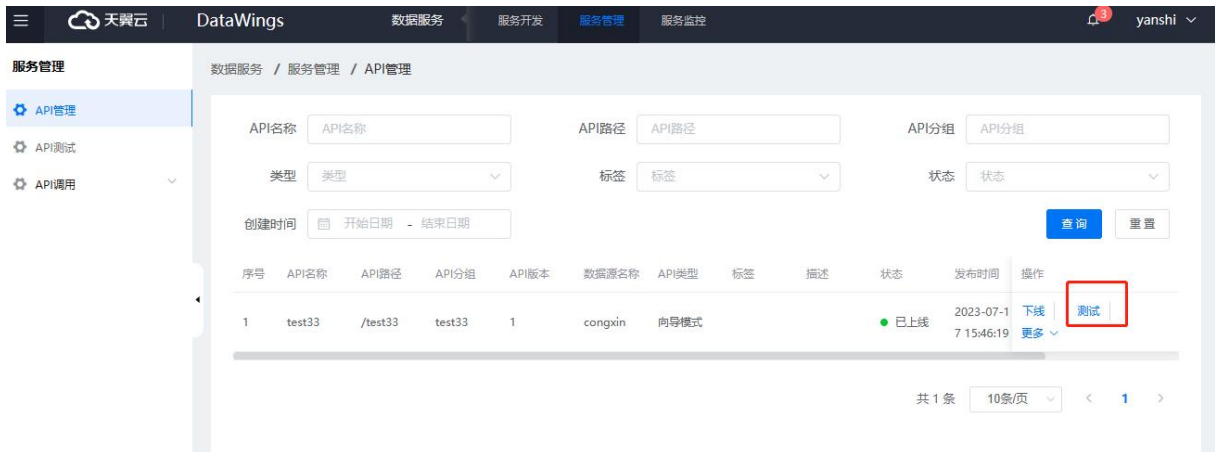 天翼云 DataWings 数据服务 服务开发 服务管理 服务监控 3 yanshi
服务管理
数据服务 / 服务管理 / API管理
API管理
API测试
API调用
API名称 API名称 API路径 API路径 API分组 API分组
类型 类型 标签 标签 状态 状态
创建时间 开始日期 - 结束日期 查询 重置
序号 API名称 API路径 API分组 API版本 数据源名称 API类型 标签 描述 状态 发布时间 操作
1 test33 /test33 test33 1 congxin 向导模式 已上线 2023-07-1 下线 测试
7 15:46:19 更多
共 1 条 10条/页 < 1 >